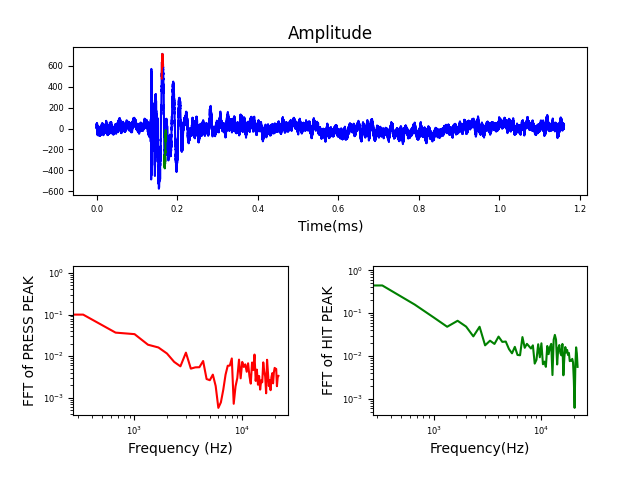 Amplitude
600
400
200
0
−200
−400
−600
0.0 0.2 0.4 0.6 0.8 1.0 1.2
Time(ms)
FFT of PRESS PEAK
10⁰
10⁻¹
10⁻²
10⁻³
10³ 10⁴
Frequency (Hz)
FFT of HIT PEAK
10⁰
10⁻¹
10⁻²
10⁻³
10³ 10⁴
Frequency(Hz)